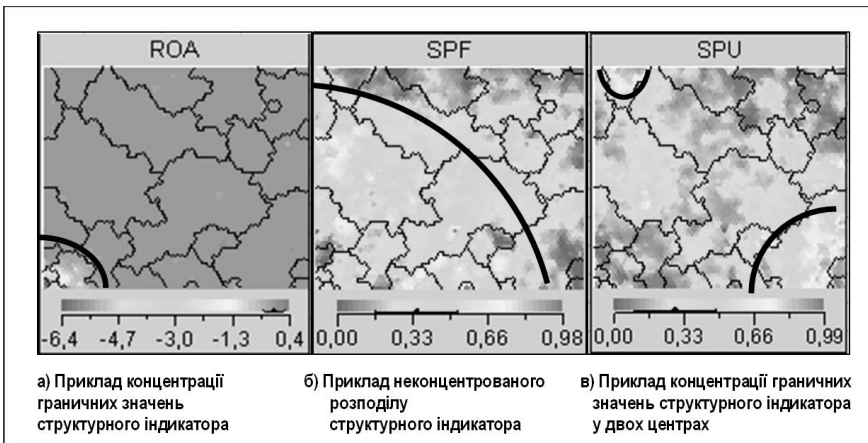 ROA
SPF
SPU
-6,4 -4,7 -3,0 -1,3 0,4
0,00 0,33 0,66 0,98
0,00 0,33 0,66 0,99
а) Приклад концентрації
граничних значень
структурного індикатора
б) Приклад неконцентрованого
розподілу
структурного індикатора
в) Приклад концентрації граничних
значень структурного індикатора
у двох центрах